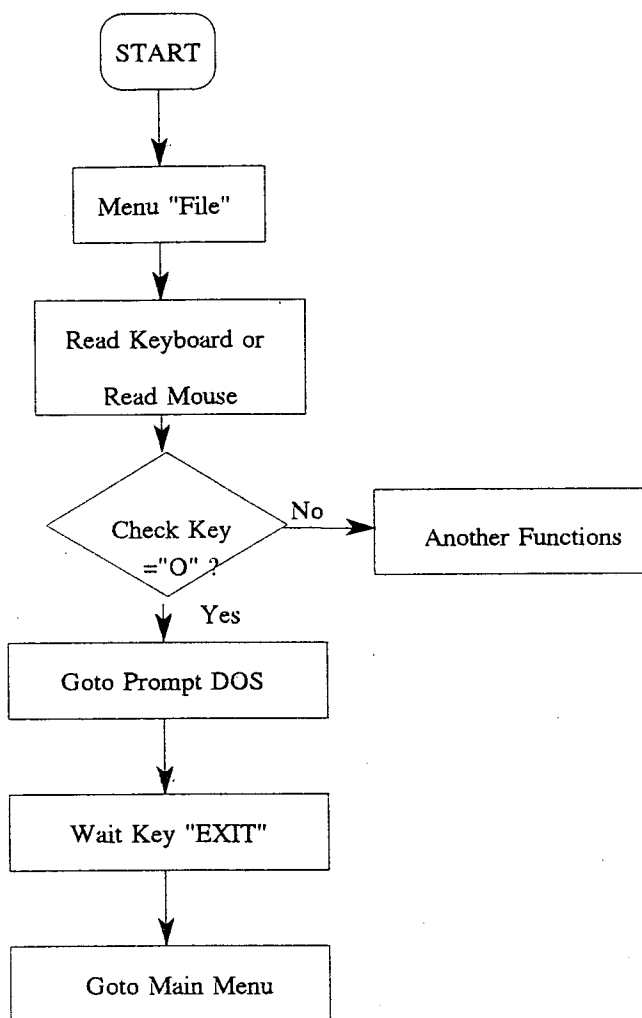 START
Menu "File"
Read Keyboard or
Read Mouse
Check Key
="O" ?
No
Another Functions
Yes
Goto Prompt DOS
Wait Key "EXIT"
Goto Main Menu